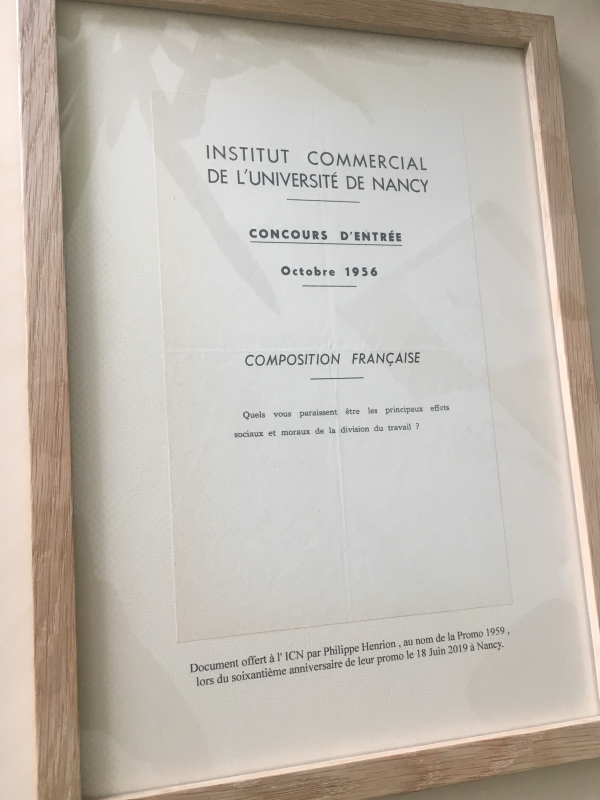 INSTITUT COMMERCIAL
DE L'UNIVERSITÉ DE NANCY
CONCOURS D'ENTRÉE
Octobre 1956
COMPOSITION FRANÇAISE
Quels vous paraissent être les principaux effets
sociaux et moraux de la division du travail ?
Document offert à l' ICN par Philippe Henrion , au nom de la Promo 1959 ,
lors du soixantième anniversaire de leur promo le 18 Juin 2019 à Nancy.